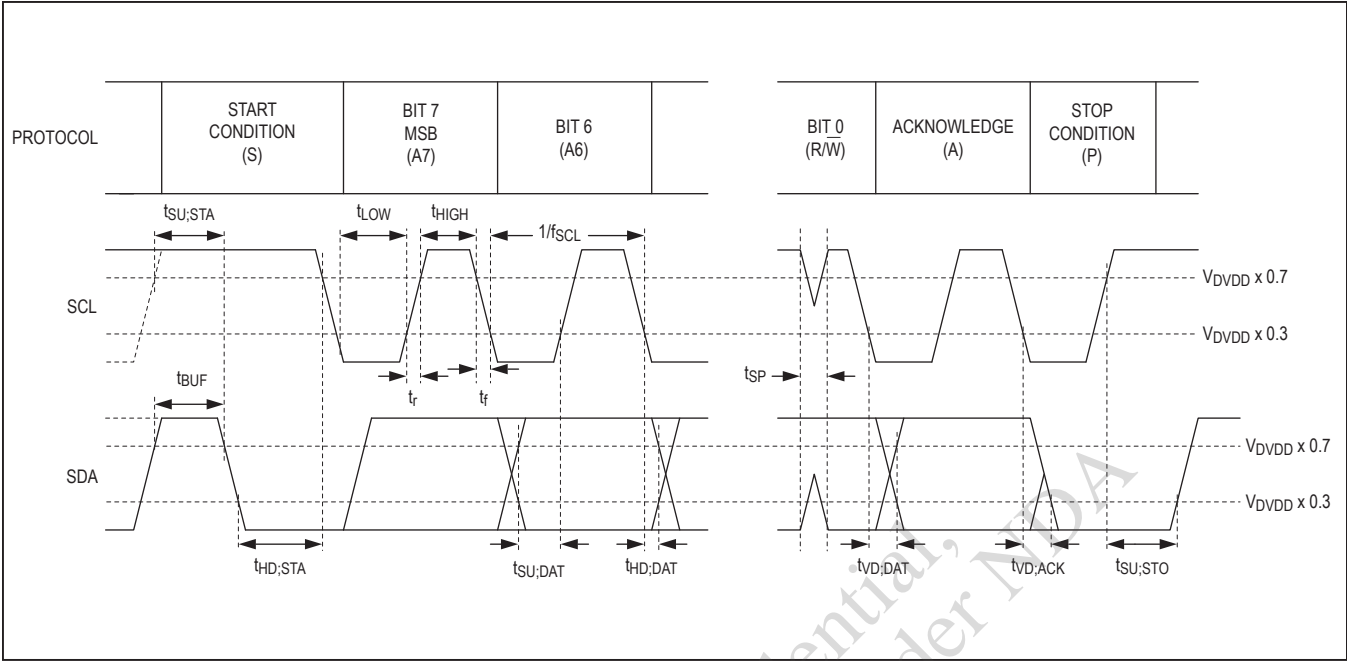 PROTOCOL
START
CONDITION
(S)
BIT 7
MSB
(A7)
BIT 6
(A6)
BIT 0
(R/W̅)
ACKNOWLEDGE
(A)
STOP
CONDITION
(P)
tSU;STA
tLOW
tHIGH
1/fSCL
SCL
VDVDD x 0.7
VDVDD x 0.3
tBUF
tr
tf
tSP
SDA
VDVDD x 0.7
VDVDD x 0.3
tHD;STA
tSU;DAT
tHD;DAT
tVD;DAT
tVD;ACK
tSU;STO
NDA